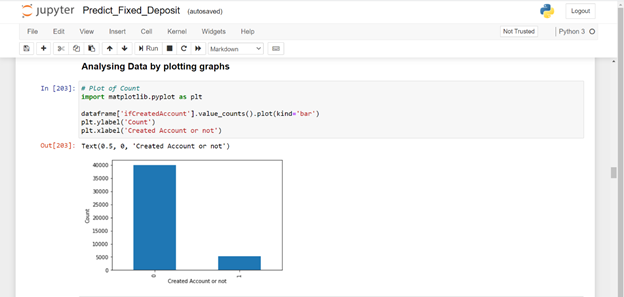 jupyter Predict_Fixed_Deposit (autosaved)
Logout
File Edit View Insert Cell Kernel Widgets Help
Not Trusted
Python 3
Run
Markdown
Analysing Data by plotting graphs
In [203]:
# Plot of Count
import matplotlib.pyplot as plt
dataframe['ifCreatedAccount'].value_counts().plot(kind='bar')
plt.ylabel('Count')
plt.xlabel('Created Account or not')
Out[203]: Text(0.5, 0, 'Created Account or not')
40000
35000
30000
25000
20000
15000
10000
5000
0
Count
0 1
Created Account or not